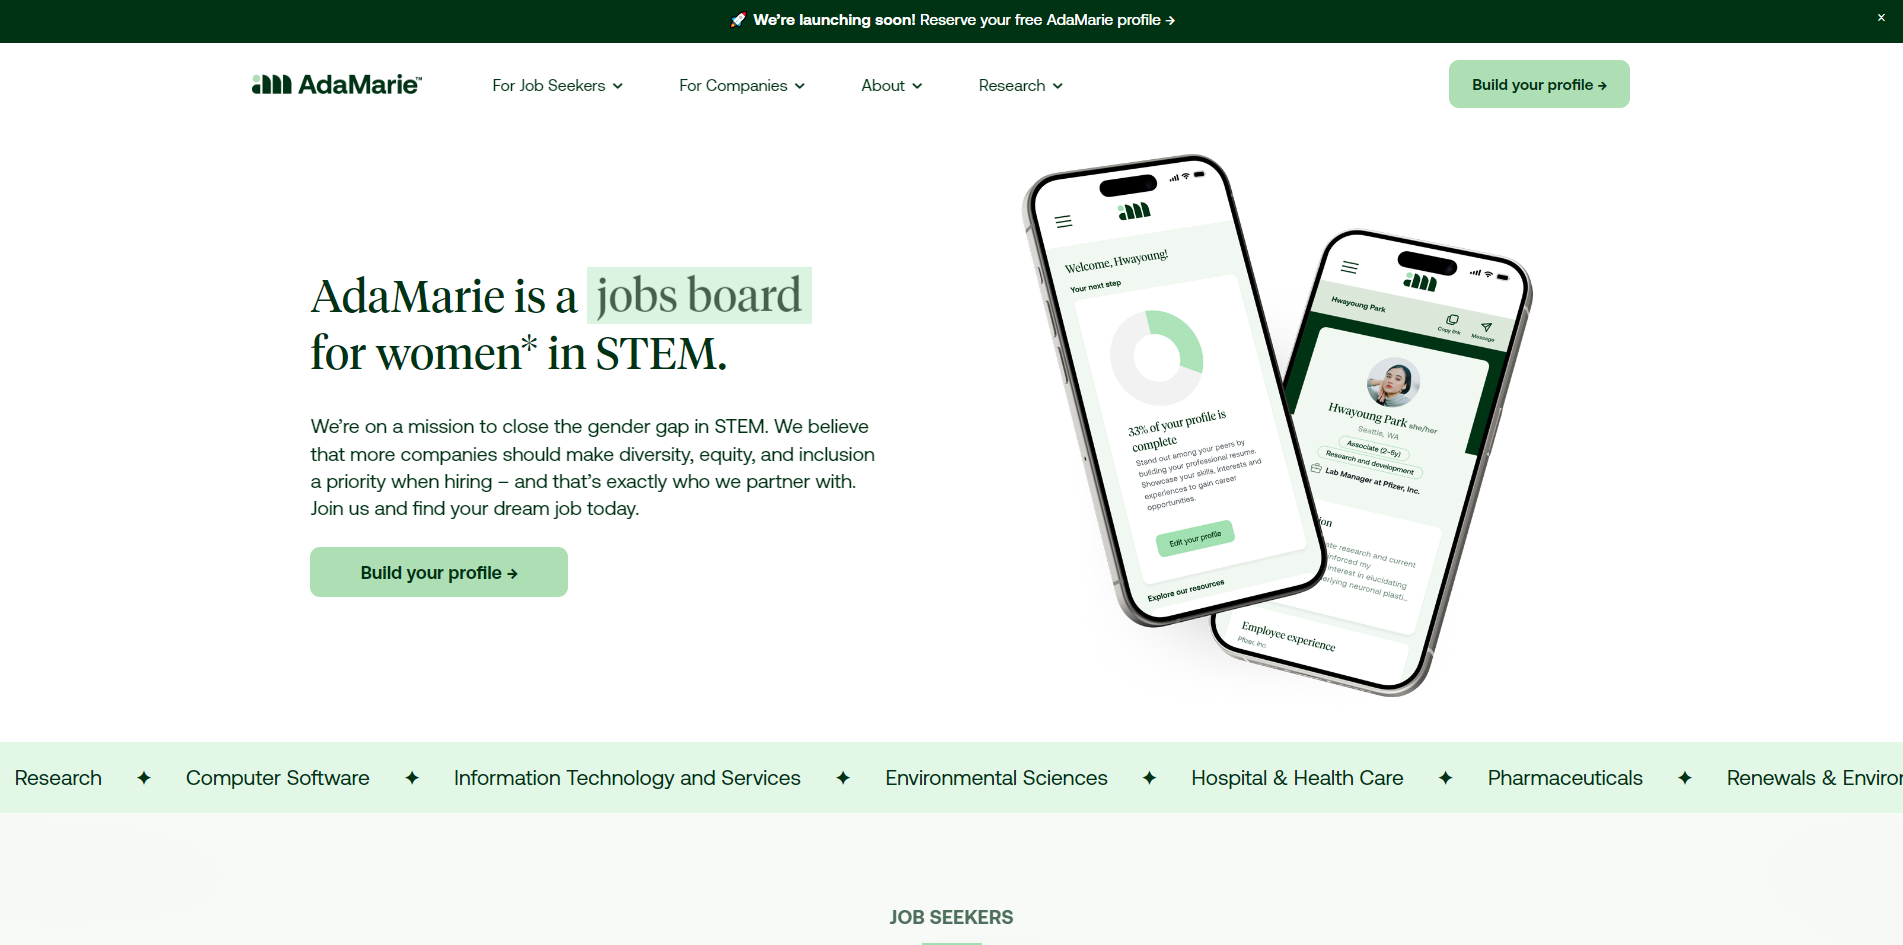 🚀 We're launching soon! Reserve your free AdaMarie profile →
×
AdaMarie™
For Job Seekers
For Companies
About
Research
Build your profile →
AdaMarie is a jobs board
for women* in STEM.
We're on a mission to close the gender gap in STEM. We believe
that more companies should make diversity, equity, and inclusion
a priority when hiring – and that's exactly who we partner with.
Join us and find your dream job today.
Build your profile →
Welcome, Hwayoung!
Your next step
33% of your profile is
complete
Stand out among your peers by
building your professional resume.
Showcase your skills, interests and
experiences to gain career
opportunities.
Edit your profile
Explore our resources
Hwayoung Park
Copy link
Message
Hwayoung Park she/her
Seattle, WA
Associate (2-5y)
Research and development
Lab Manager at Pfizer, Inc.
ion
ate research and current
inforced my
interest in elucidating
erlying neuronal plasti...
Employee experience
Pfizer, Inc.
Research ✦ Computer Software ✦ Information Technology and Services ✦ Environmental Sciences ✦ Hospital & Health Care ✦ Pharmaceuticals ✦ Renewals & Enviror
JOB SEEKERS